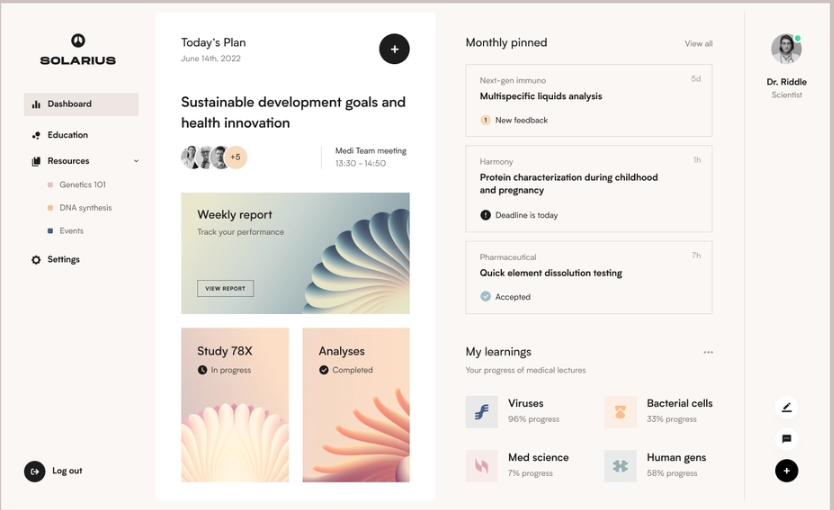 SOLARIUS
Dashboard
Education
Resources
Genetics 101
DNA synthesis
Events
Settings
Log out
Today's Plan
June 14th, 2022
+
Sustainable development goals and
health innovation
+5
Medi Team meeting
13:30 - 14:50
Weekly report
Track your performance
VIEW REPORT
Study 78X
In progress
Analyses
Completed
Monthly pinned
View all
Next-gen immuno
5d
Multispecific liquids analysis
1
New feedback
Harmony
1h
Protein characterization during childhood
and pregnancy
Deadline is today
Pharmaceutical
7h
Quick element dissolution testing
Accepted
My learnings
Your progress of medical lectures
Viruses
96% progress
Bacterial cells
33% progress
Med science
7% progress
Human gens
58% progress
Dr. Riddle
Scientist
+